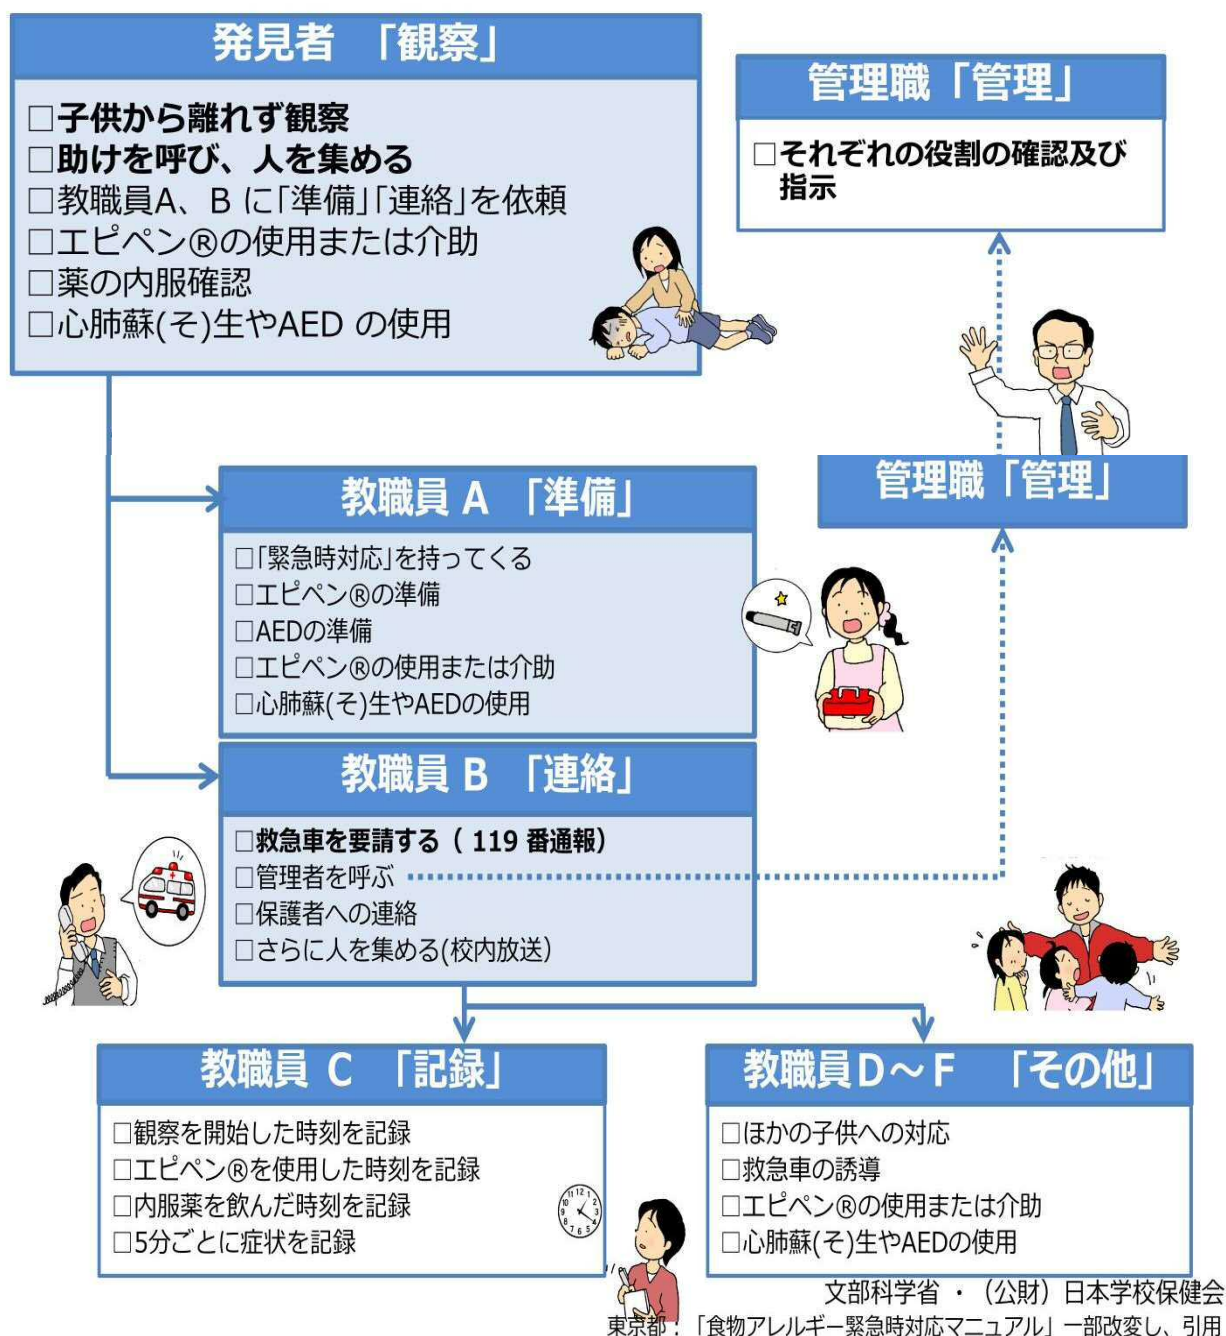 発見者 「観察」
□子供から離れず観察
□助けを呼び、人を集める
□教職員A、B に「準備」「連絡」を依頼
□エピペン®の使用または介助
□薬の内服確認
□心肺蘇(そ)生やAED の使用
管理職「管理」
□それぞれの役割の確認及び
指示
管理職「管理」
教職員 A 「準備」
□「緊急時対応」を持ってくる
□エピペン®の準備
□AEDの準備
□エピペン®の使用または介助
□心肺蘇(そ)生やAEDの使用
教職員 B 「連絡」
□救急車を要請する（ 119 番通報）
□管理者を呼ぶ
□保護者への連絡
□さらに人を集める(校内放送）
教職員 C 「記録」
□観察を開始した時刻を記録
□エピペン®を使用した時刻を記録
□内服薬を飲んだ時刻を記録
□5分ごとに症状を記録
教職員D～F 「その他」
□ほかの子供への対応
□救急車の誘導
□エピペン®の使用または介助
□心肺蘇(そ)生やAEDの使用
文部科学省 ・（公財）日本学校保健会
東京都：「食物アレルギー緊急時対応マニュアル」一部改変し、引用